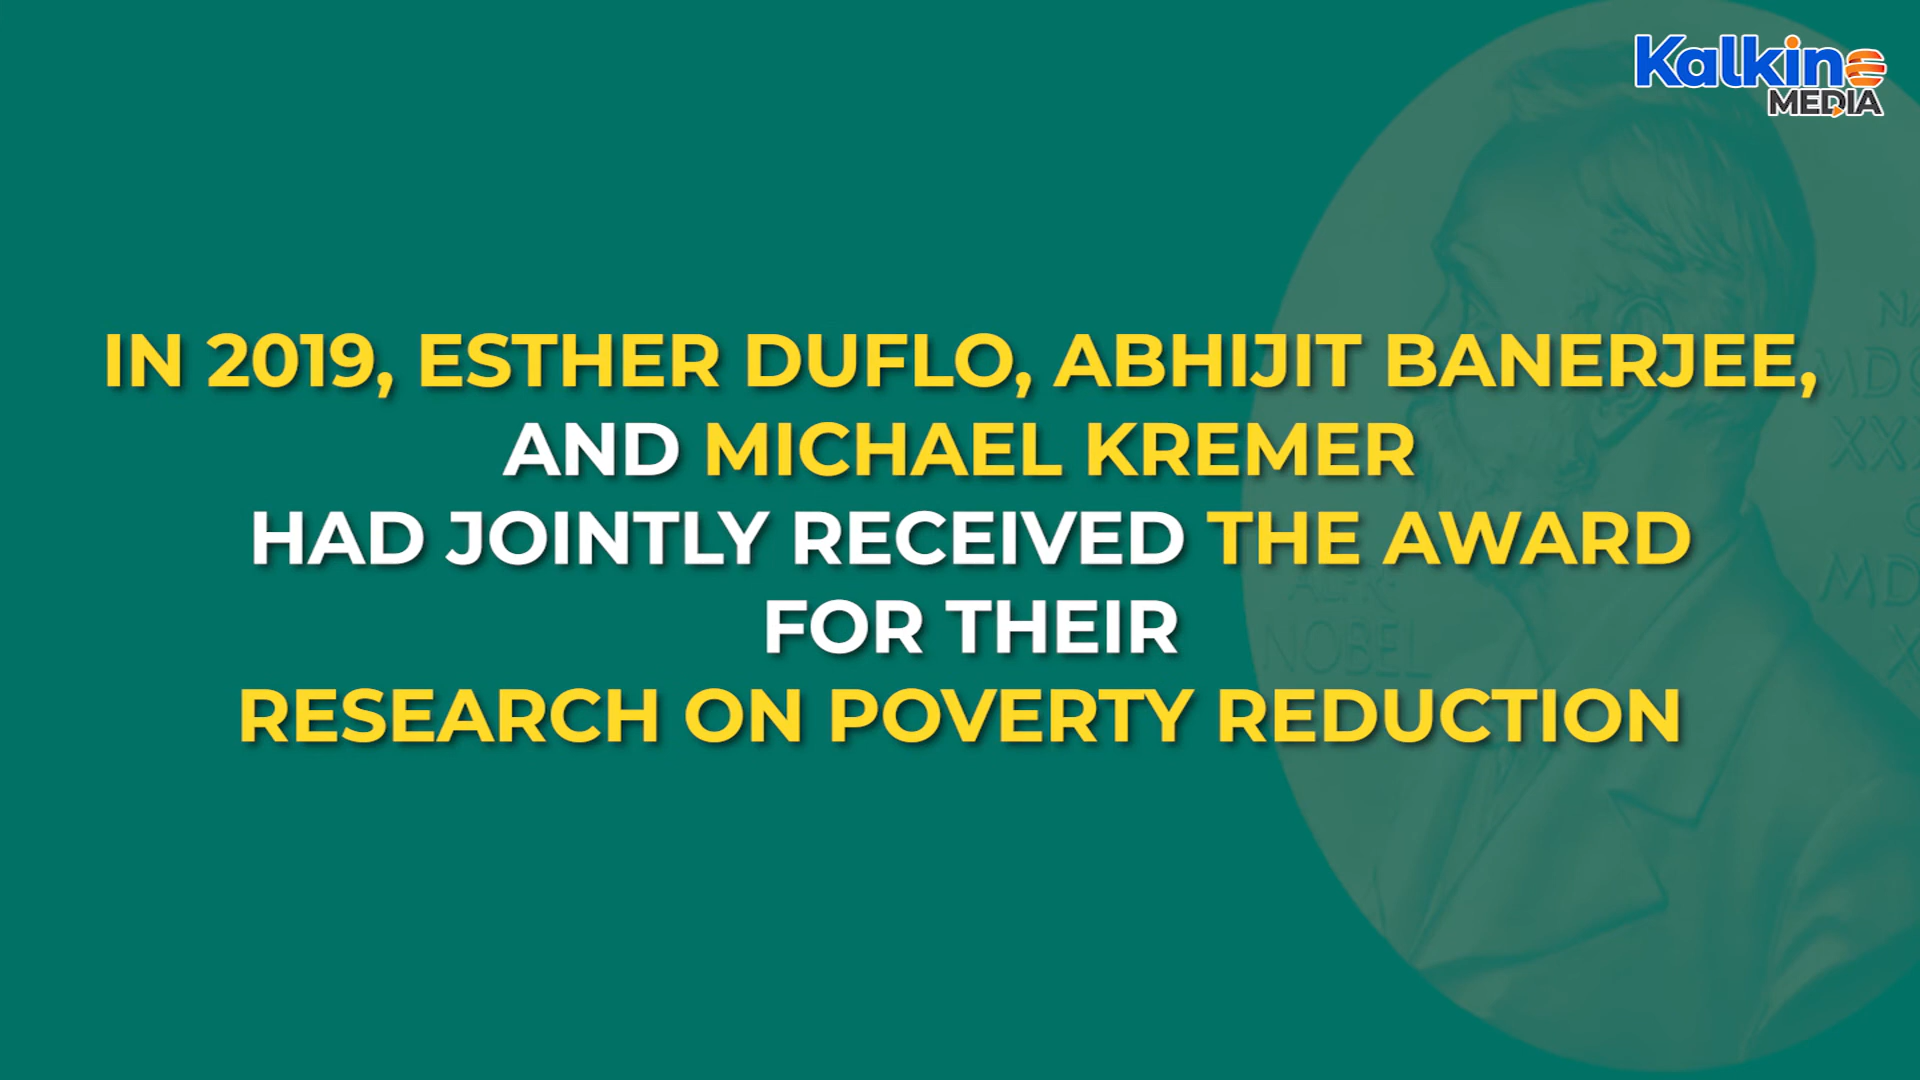 Kalkine
MEDIA
IN 2019, ESTHER DUFLO, ABHIJIT BANERJEE,
AND MICHAEL KREMER
HAD JOINTLY RECEIVED THE AWARD
FOR THEIR
RESEARCH ON POVERTY REDUCTION
NOBEL